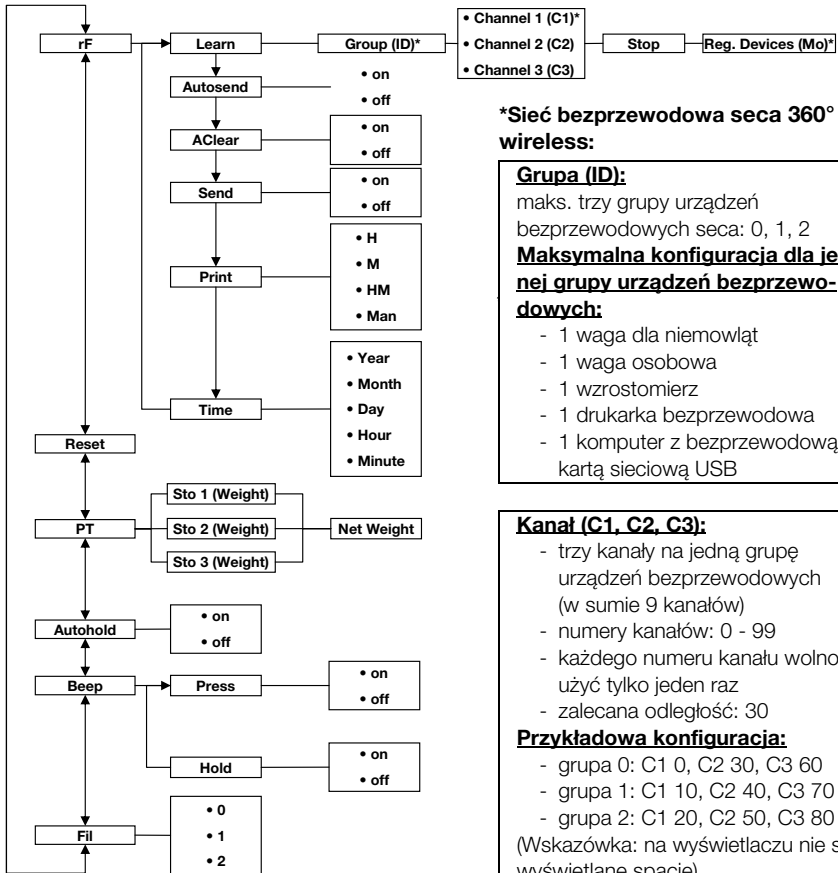 rF
Learn
Group (ID)*
• Channel 1 (C1)*
• Channel 2 (C2)
• Channel 3 (C3)
Stop
Reg. Devices (Mo)*
Autosend
• on
• off
AClear
• on
• off
Send
• on
• off
Print
• H
• M
• HM
• Man
Time
• Year
• Month
• Day
• Hour
• Minute
Reset
PT
Sto 1 (Weight)
Sto 2 (Weight)
Sto 3 (Weight)
Net Weight
Autohold
• on
• off
Beep
Press
• on
• off
Hold
• on
• off
Fil
• 0
• 1
• 2
*Sieć bezprzewodowa seca 360°
wireless:
Grupa (ID):
maks. trzy grupy urządzeń
bezprzewodowych seca: 0, 1, 2
Maksymalna konfiguracja dla je
nej grupy urządzeń bezprzewo-
dowych:
- 1 waga dla niemowląt
- 1 waga osobowa
- 1 wzrostomierz
- 1 drukarka bezprzewodowa
- 1 komputer z bezprzewodową
kartą sieciową USB
Kanał (C1, C2, C3):
- trzy kanały na jedną grupę
urządzeń bezprzewodowych
(w sumie 9 kanałów)
- numery kanałów: 0 - 99
- każdego numeru kanału wolno
użyć tylko jeden raz
- zalecana odległość: 30
Przykładowa konfiguracja:
- grupa 0: C1 0, C2 30, C3 60
- grupa 1: C1 10, C2 40, C3 70
- grupa 2: C1 20, C2 50, C3 80
(Wskazówka: na wyświetlaczu nie s
wyświetlane spacje)